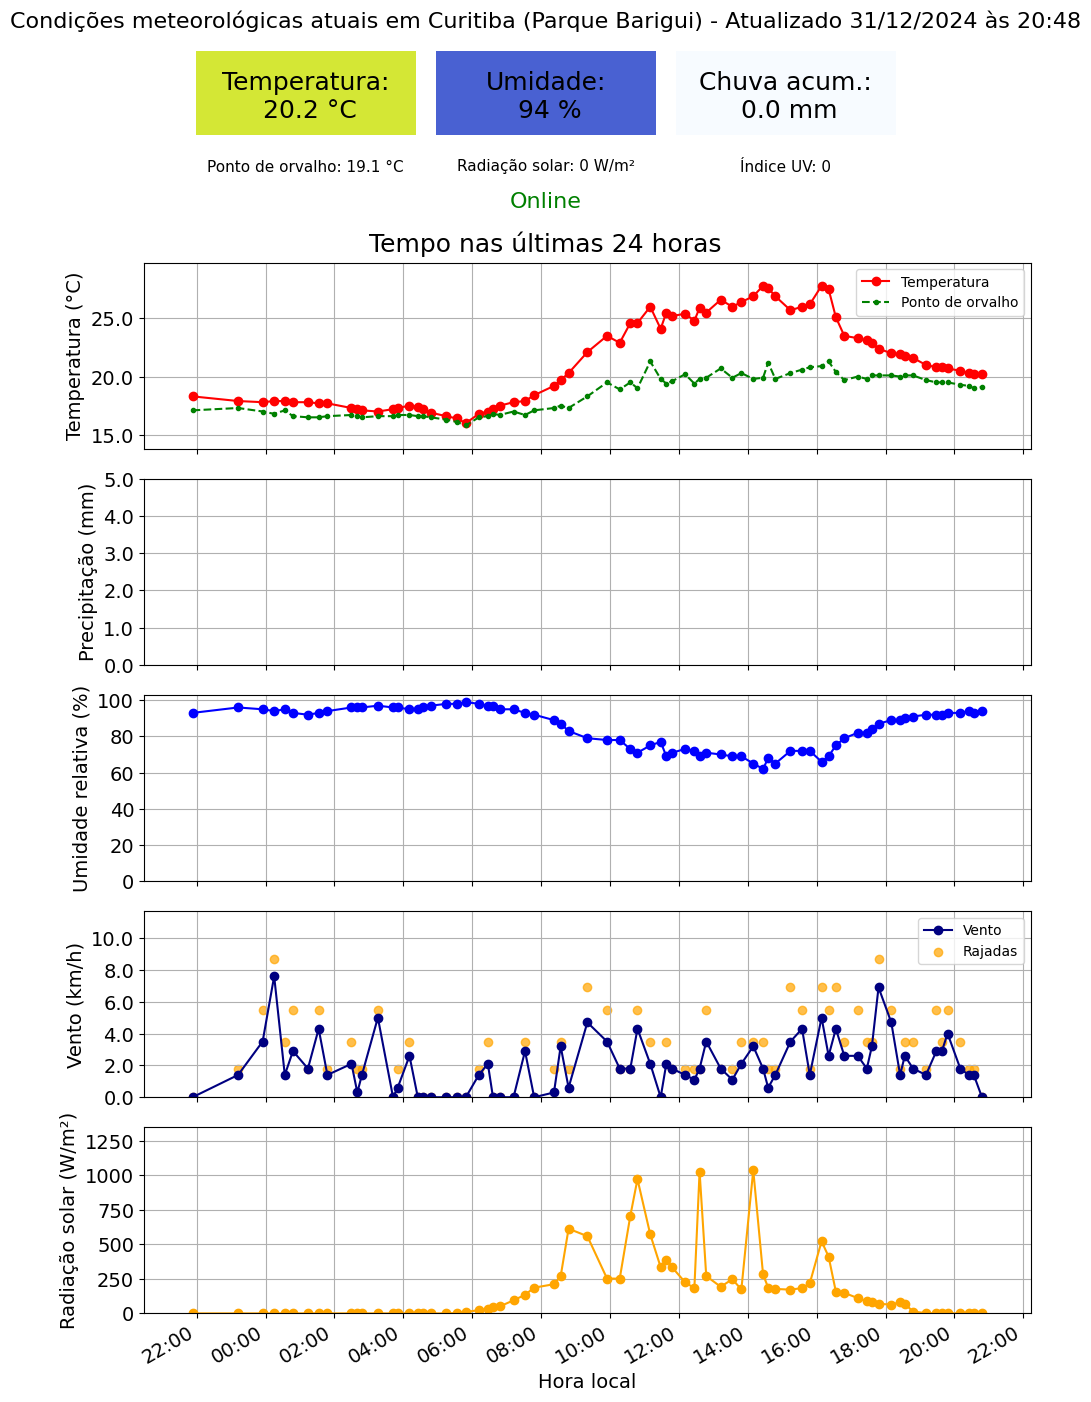 Condições meteorológicas atuais em Curitiba (Parque Barigui) - Atualizado 31/12/2024 às 20:48
Temperatura:
20.2 °C
Umidade:
94 %
Chuva acum.:
0.0 mm
Ponto de orvalho: 19.1 °C
Radiação solar: 0 W/m²
Índice UV: 0
Online
Tempo nas últimas 24 horas
Temperatura (°C)
25.0
20.0
15.0
Temperatura
Ponto de orvalho
Precipitação (mm)
5.0
4.0
3.0
2.0
1.0
0.0
Umidade relativa (%)
100
80
60
40
20
0
Vento (km/h)
10.0
8.0
6.0
4.0
2.0
0.0
Vento
Rajadas
Radiação solar (W/m²)
1250
1000
750
500
250
0
22:00
00:00
02:00
04:00
06:00
08:00
10:00
12:00
14:00
16:00
18:00
20:00
22:00
Hora local